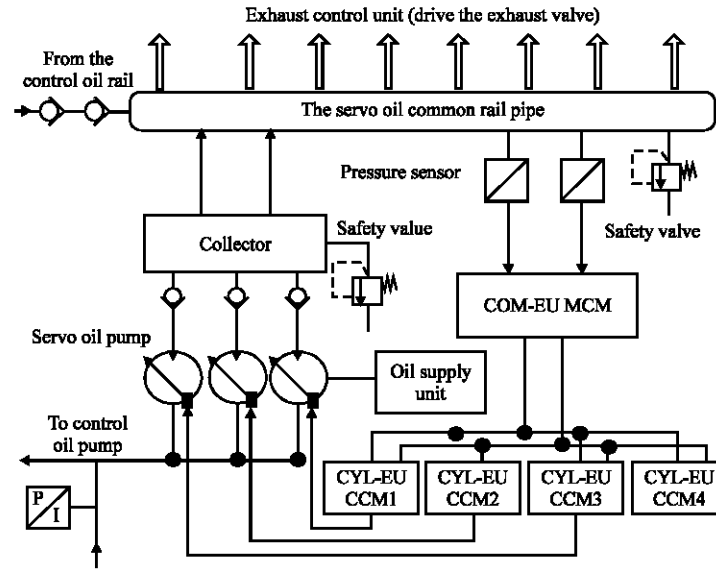 Exhaust control unit (drive the exhaust valve)
From the
control oil rail
The servo oil common rail pipe
Pressure sensor
Safety value
Safety valve
Collector
COM-EU MCM
Servo oil pump
Oil supply
unit
To control
oil pump
CYL-EU
CCM1
CYL-EU
CCM2
CYL-EU
CCM3
CYL-EU
CCM4
P
I